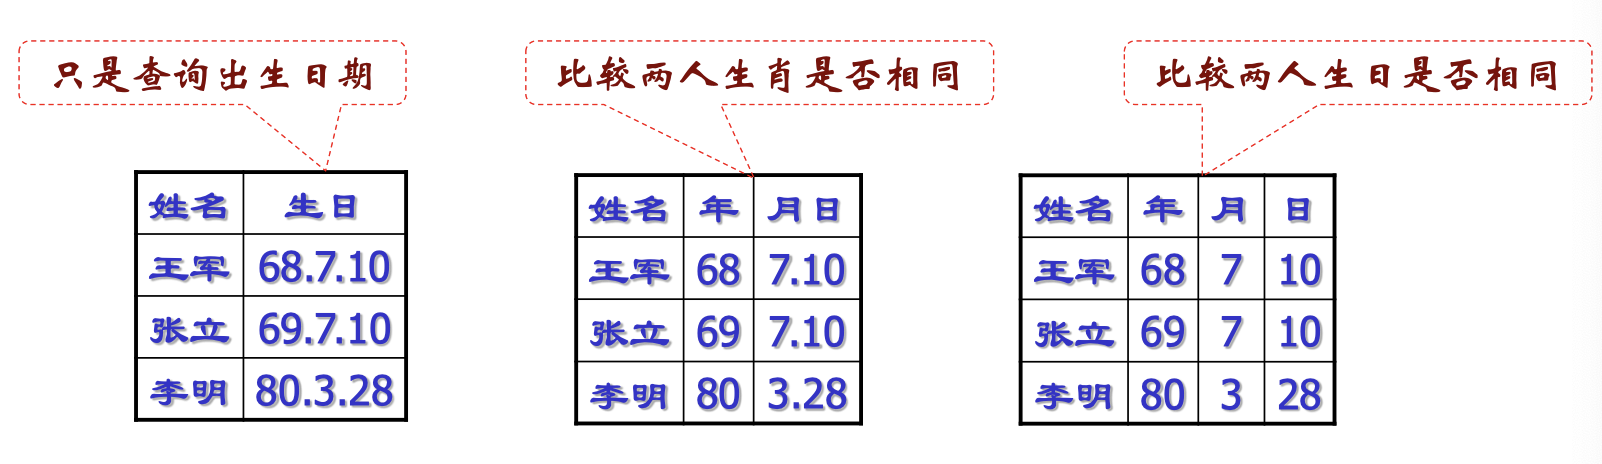 只是查询出生日期
姓名 生日
王军 68.7.10
张立 69.7.10
李明 80.3.28
比较两人生肖是否相同
姓名 年 月日
王军 68 7.10
张立 69 7.10
李明 80 3.28
比较两人生日是否相同
姓名 年 月 日
王军 68 7 10
张立 69 7 10
李明 80 3 28